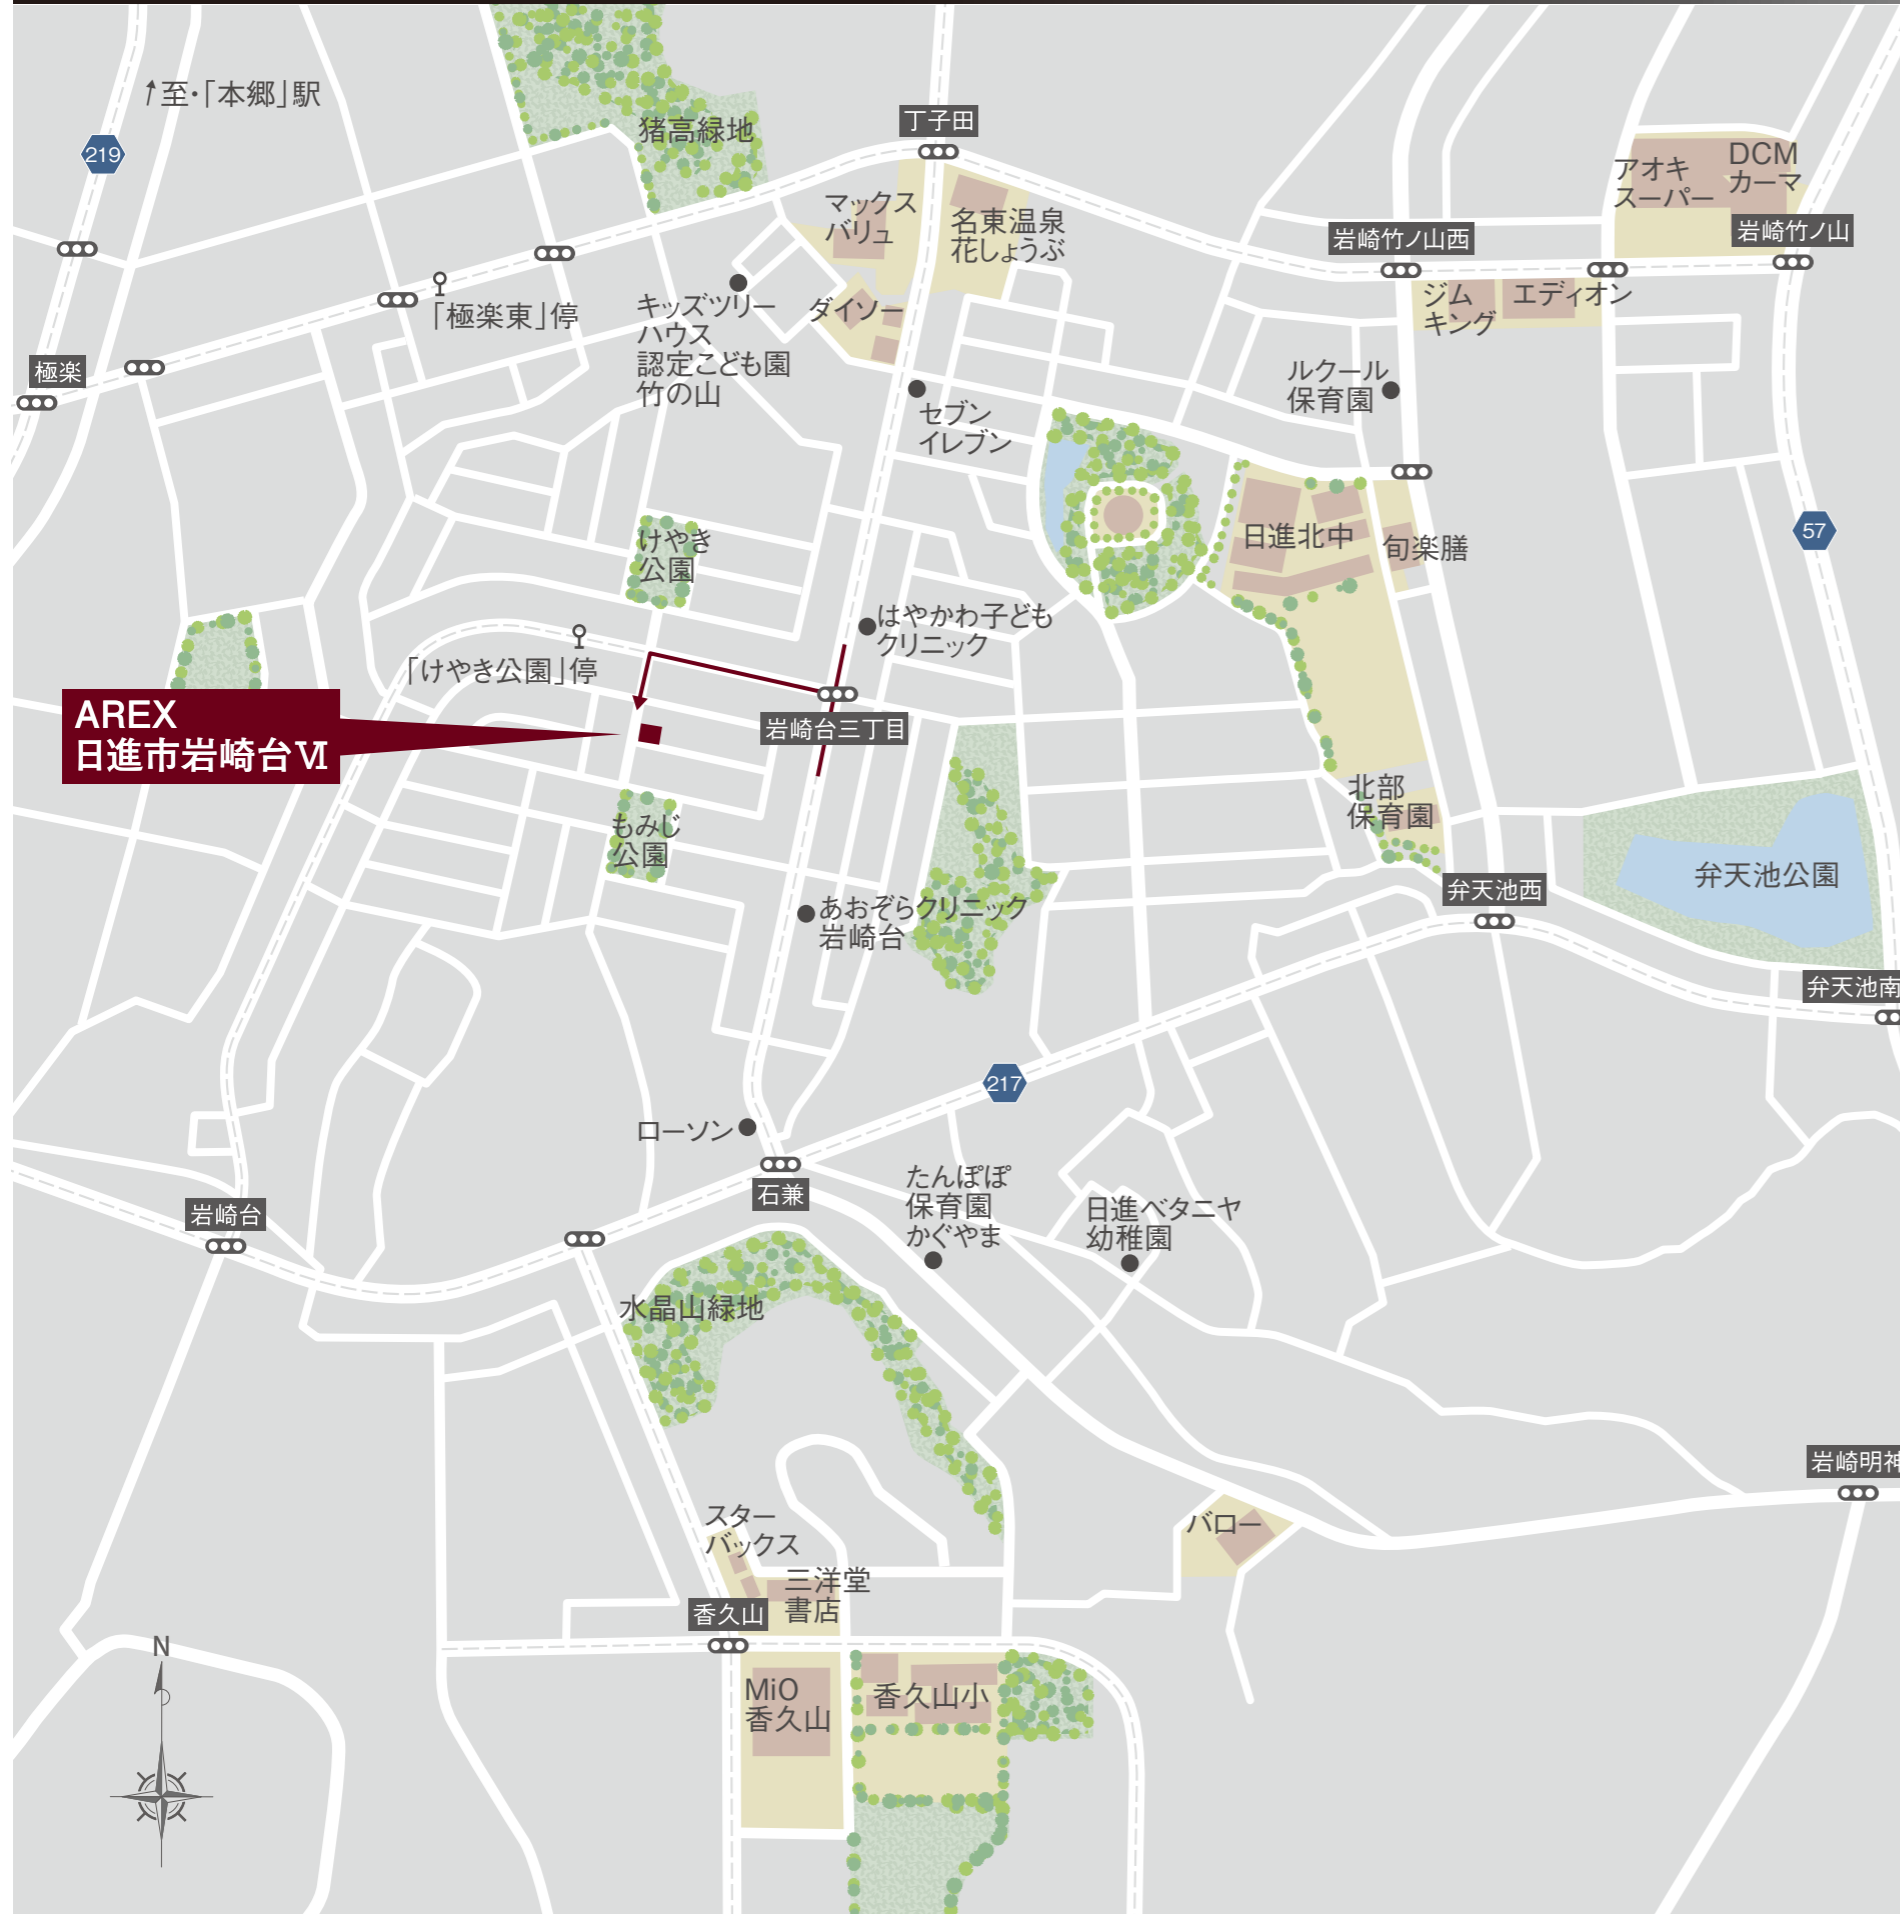 ↑至・「本郷」駅
219
猪高緑地
丁子田
マックス
バリュ
名東温泉
花しょうぶ
アオキ
スーパー
DCM
カーマ
岩崎竹ノ山西
岩崎竹ノ山
「極楽東」停
キッズツリー
ハウス
認定こども園
竹の山
ダイソー
ジム
キング
エディオン
極楽
ルクール
保育園
セブン
イレブン
けやき
公園
日進北中
旬楽膳
57
はやかわ子ども
クリニック
「けやき公園」停
AREX
日進市岩崎台Ⅵ
岩崎台三丁目
もみじ
公園
北部
保育園
弁天池西
弁天池公園
あおぞらクリニック
岩崎台
弁天池南
217
ローソン
石兼
岩崎台
たんぽぽ
保育園
かぐやま
日進ベタニヤ
幼稚園
水晶山緑地
岩崎明神
スター
バックス
バロー
三洋堂
書店
香久山
N
MiO
香久山
香久山小